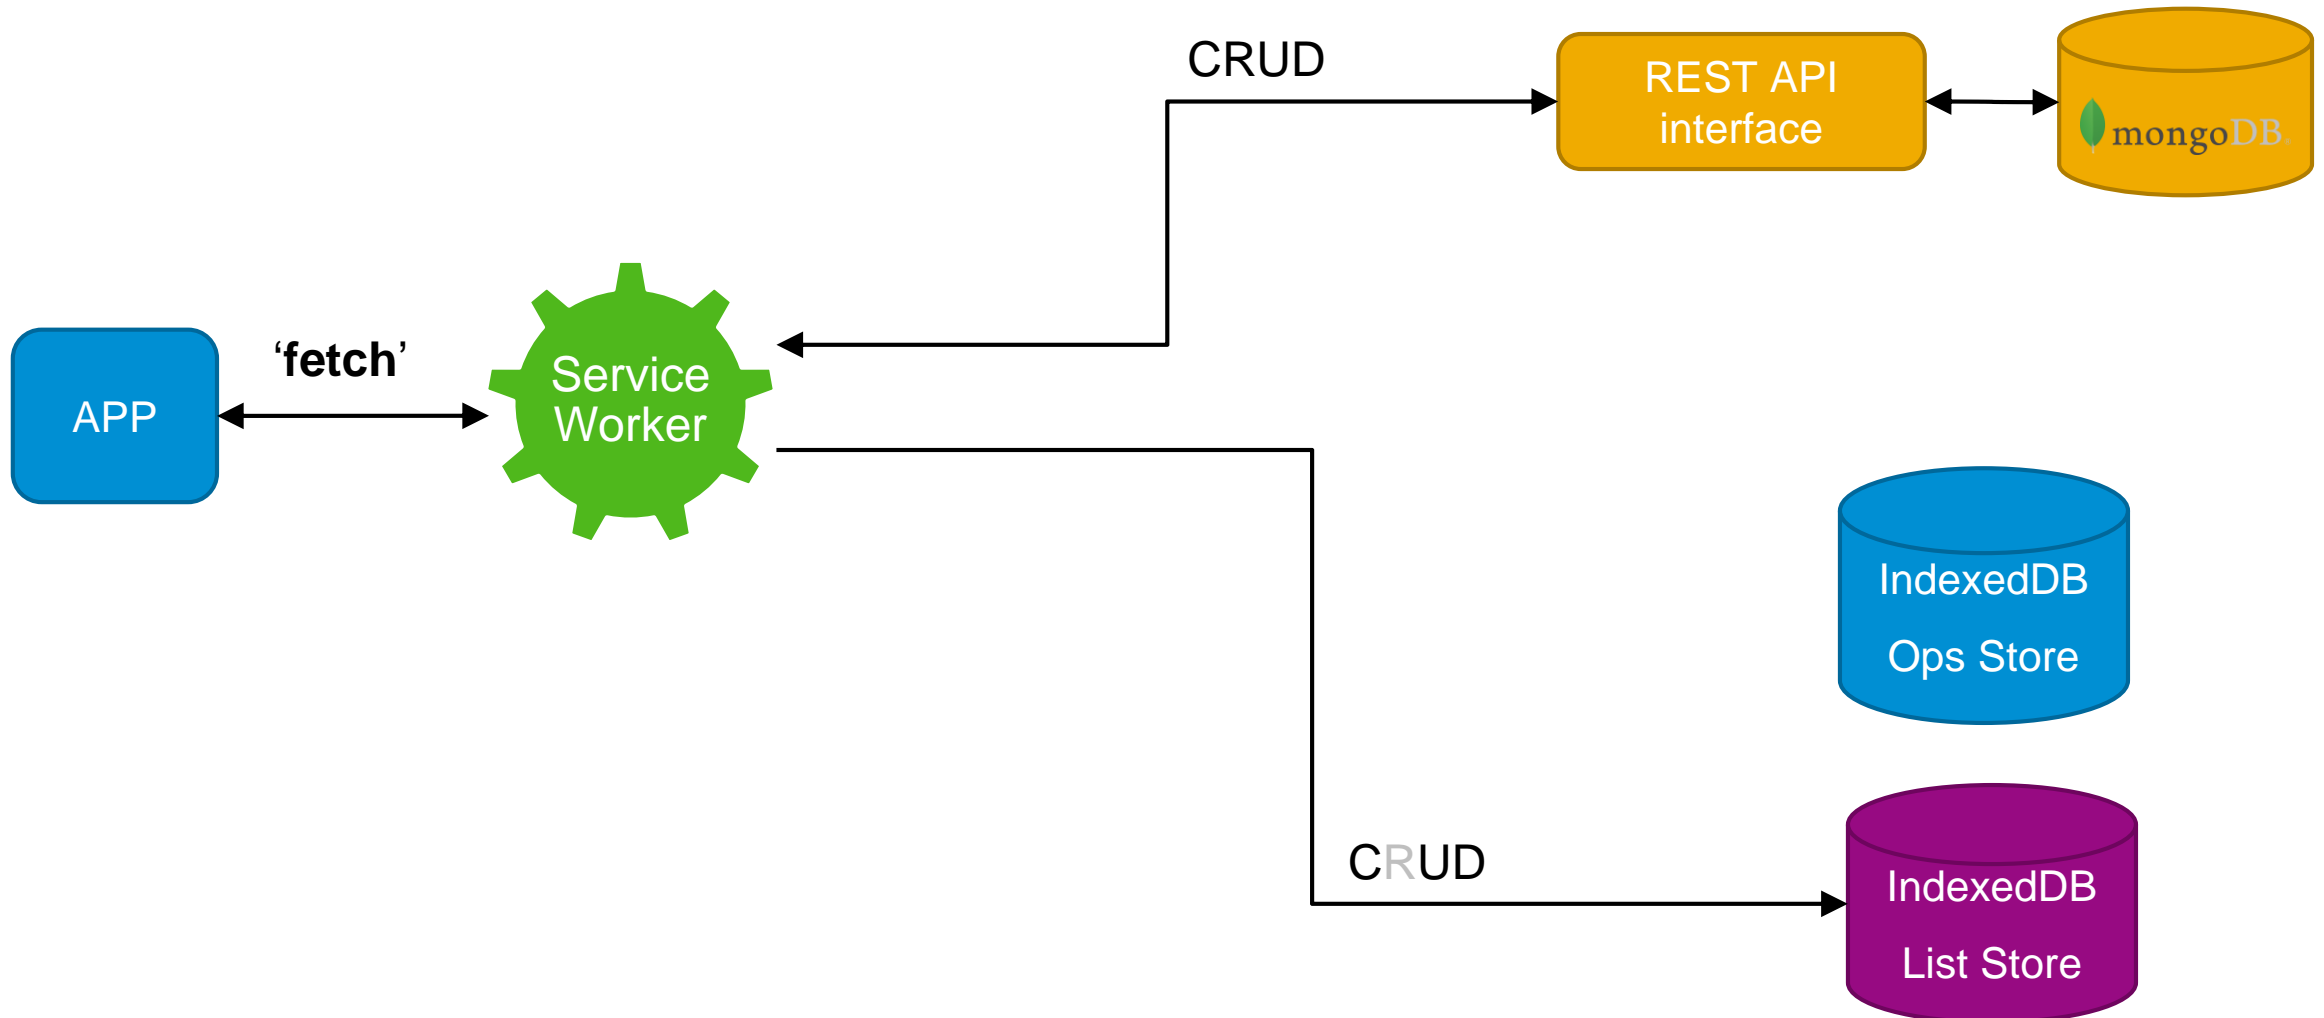 CRUD
REST API
interface
mongoDB.
‘fetch’
APP
Service
Worker
IndexedDB
Ops Store
CRUD
IndexedDB
List Store